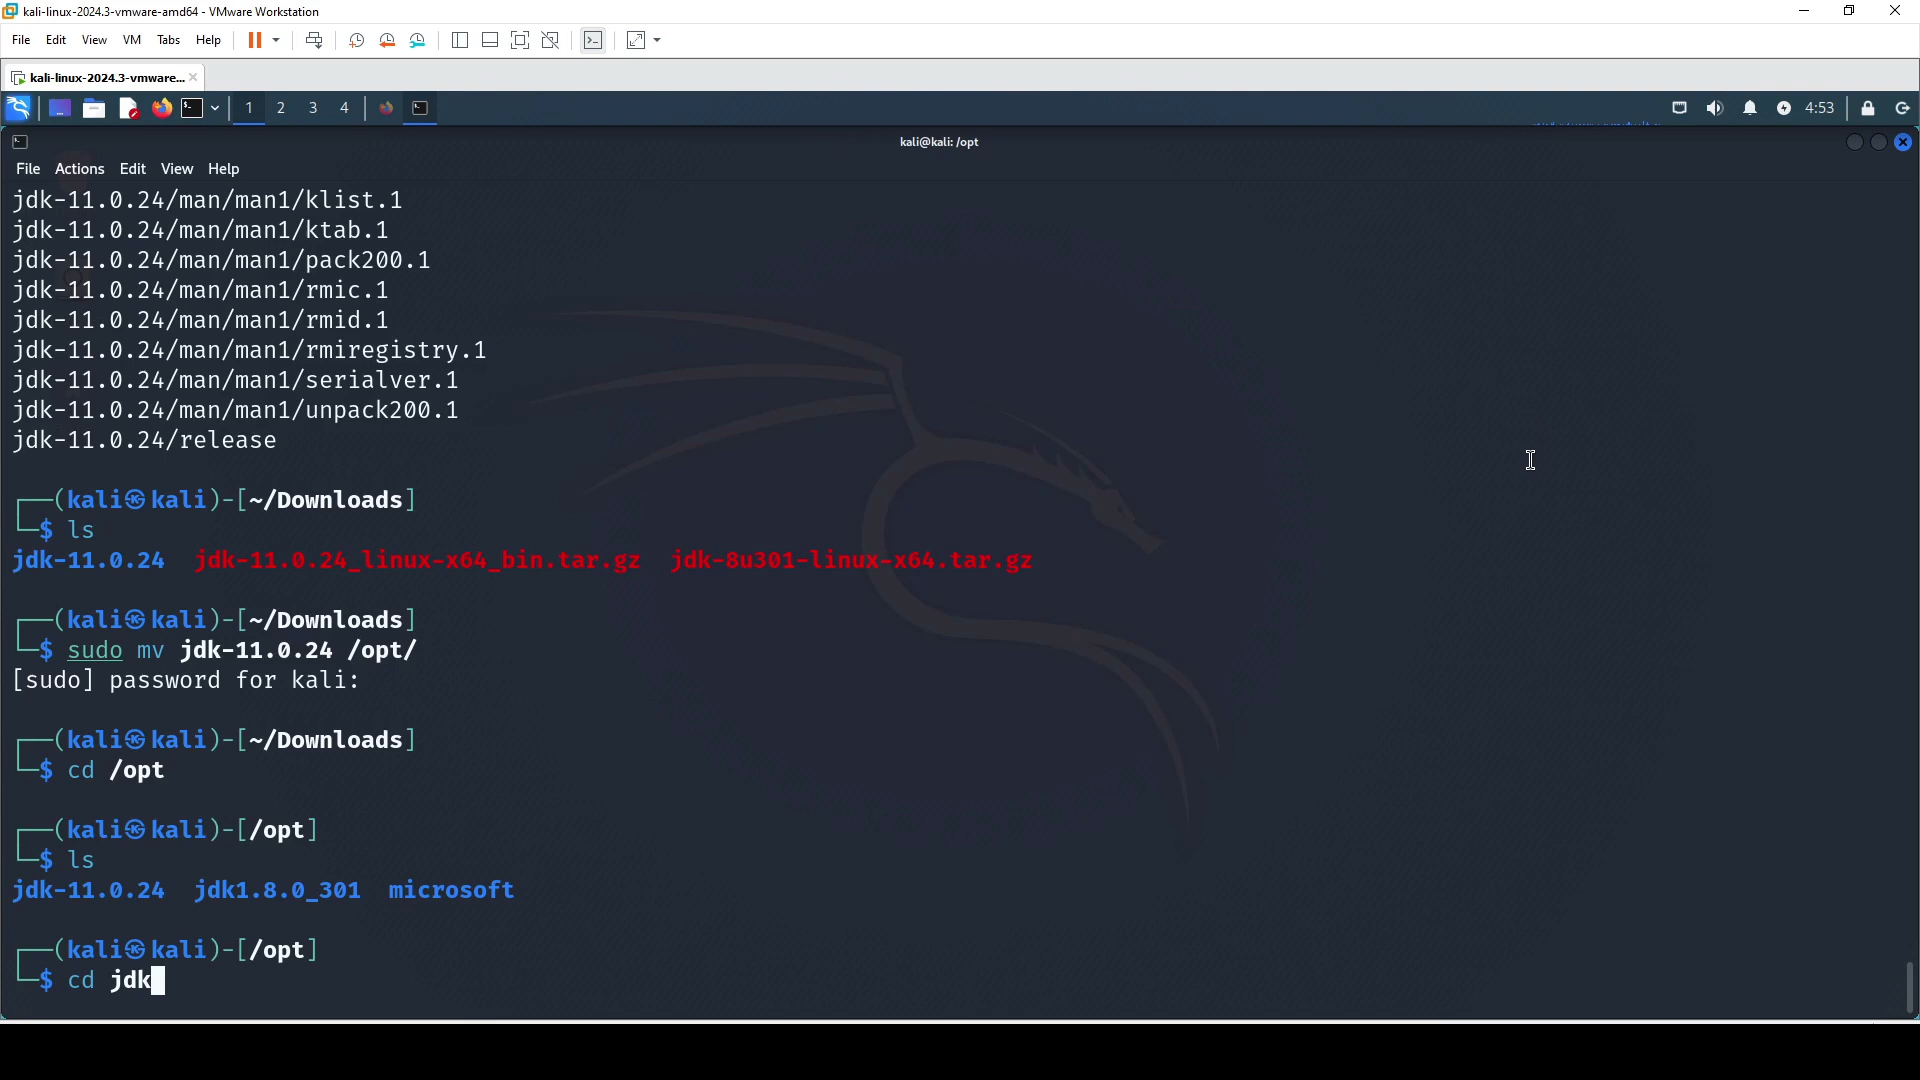 kali-linux-2024.3-vmware-amd64 - VMware Workstation
File Edit View VM Tabs Help
kali-linux-2024.3-vmware...
1 2 3 4 4:53
kali@kali: /opt
File Actions Edit View Help
jdk-11.0.24/man/man1/klist.1
jdk-11.0.24/man/man1/ktab.1
jdk-11.0.24/man/man1/pack200.1
jdk-11.0.24/man/man1/rmic.1
jdk-11.0.24/man/man1/rmid.1
jdk-11.0.24/man/man1/rmiregistry.1
jdk-11.0.24/man/man1/serialver.1
jdk-11.0.24/man/man1/unpack200.1
jdk-11.0.24/release
┌──(kali㉿kali)-[~/Downloads]
└─$ ls
jdk-11.0.24 jdk-11.0.24_linux-x64_bin.tar.gz jdk-8u301-linux-x64.tar.gz
┌──(kali㉿kali)-[~/Downloads]
└─$ sudo mv jdk-11.0.24 /opt/
[sudo] password for kali:
┌──(kali㉿kali)-[~/Downloads]
└─$ cd /opt
┌──(kali㉿kali)-[/opt]
└─$ ls
jdk-11.0.24 jdk1.8.0_301 microsoft
┌──(kali㉿kali)-[/opt]
└─$ cd jdk